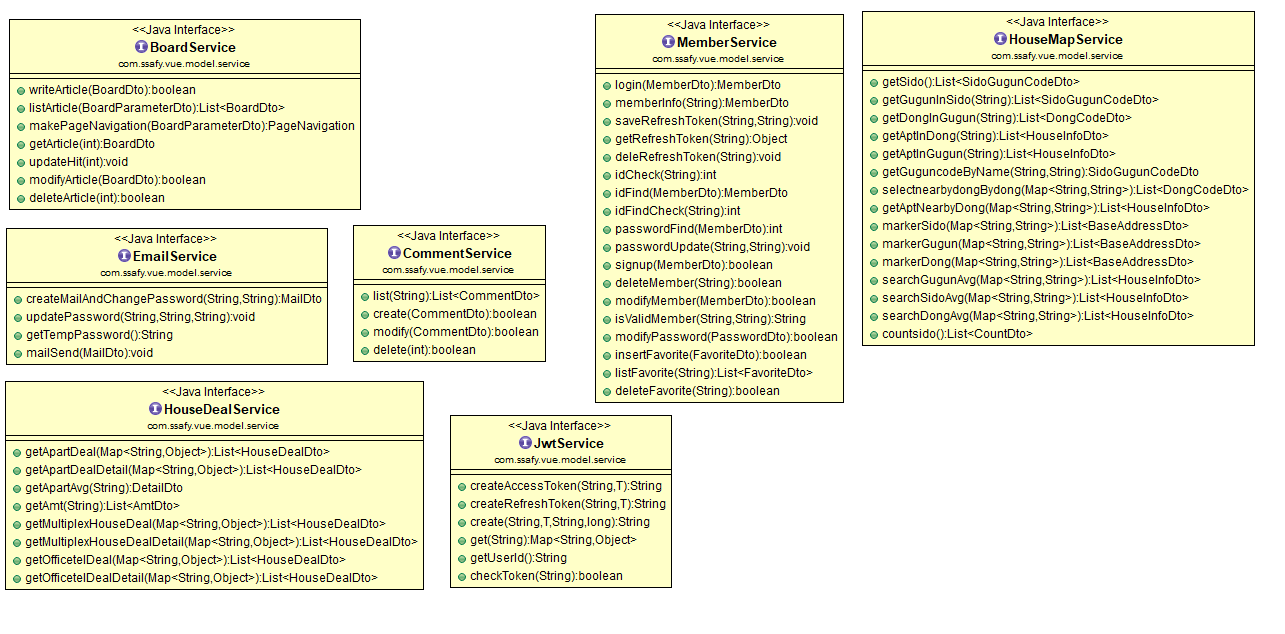 <<Java Interface>>
BoardService
com.ssafy.vue.model.service
writeArticle(BoardDto):boolean
listArticle(BoardParameterDto):List<BoardDto>
makePageNavigation(BoardParameterDto):PageNavigation
getArticle(int):BoardDto
updateHit(int):void
modifyArticle(BoardDto):boolean
deleteArticle(int):boolean
<<Java Interface>>
MemberService
com.ssafy.vue.model.service
login(MemberDto):MemberDto
memberInfo(String):MemberDto
saveRefreshToken(String,String):void
getRefreshToken(String):Object
deleRefreshToken(String):void
idCheck(String):int
idFind(MemberDto):MemberDto
idFindCheck(String):int
passwordFind(MemberDto):int
passwordUpdate(String,String):void
signup(MemberDto):boolean
deleteMember(String):boolean
modifyMember(MemberDto):boolean
isValidMember(String,String):String
modifyPassword(PasswordDto):boolean
insertFavorite(FavoriteDto):boolean
listFavorite(String):List<FavoriteDto>
deleteFavorite(String):boolean
<<Java Interface>>
HouseMapService
com.ssafy.vue.model.service
getSido():List<SidoGugunCodeDto>
getGugunInSido(String):List<SidoGugunCodeDto>
getDongInGugun(String):List<DongCodeDto>
getAptInDong(String):List<HouseInfoDto>
getAptInGugun(String):List<HouseInfoDto>
getGuguncodeByName(String,String):SidoGugunCodeDto
selectnearbydongBydong(Map<String,String>):List<DongCodeDto>
getAptNearbyDong(Map<String,String>):List<HouseInfoDto>
markerSido(Map<String,String>):List<BaseAddressDto>
markerGugun(Map<String,String>):List<BaseAddressDto>
markerDong(Map<String,String>):List<BaseAddressDto>
searchGugunAvg(Map<String,String>):List<HouseInfoDto>
searchSidoAvg(Map<String,String>):List<HouseInfoDto>
searchDongAvg(Map<String,String>):List<HouseInfoDto>
countsido():List<CountDto>
<<Java Interface>>
EmailService
com.ssafy.vue.model.service
createMailAndChangePassword(String,String):MailDto
updatePassword(String,String,String):void
getTempPassword():String
mailSend(MailDto):void
<<Java Interface>>
CommentService
com.ssafy.vue.model.service
list(String):List<CommentDto>
create(CommentDto):boolean
modify(CommentDto):boolean
delete(int):boolean
<<Java Interface>>
HouseDealService
com.ssafy.vue.model.service
getApartDeal(Map<String,Object>):List<HouseDealDto>
getApartDealDetail(Map<String,Object>):List<HouseDealDto>
getApartAvg(String):DetailDto
getAmt(String):List<AmtDto>
getMultiplexHouseDeal(Map<String,Object>):List<HouseDealDto>
getMultiplexHouseDealDetail(Map<String,Object>):List<HouseDealDto>
getOfficetelDeal(Map<String,Object>):List<HouseDealDto>
getOfficetelDealDetail(Map<String,Object>):List<HouseDealDto>
<<Java Interface>>
JwtService
com.ssafy.vue.model.service
createAccessToken(String,T):String
createRefreshToken(String,T):String
create(String,T,String,long):String
get(String):Map<String,Object>
getUserId():String
checkToken(String):boolean